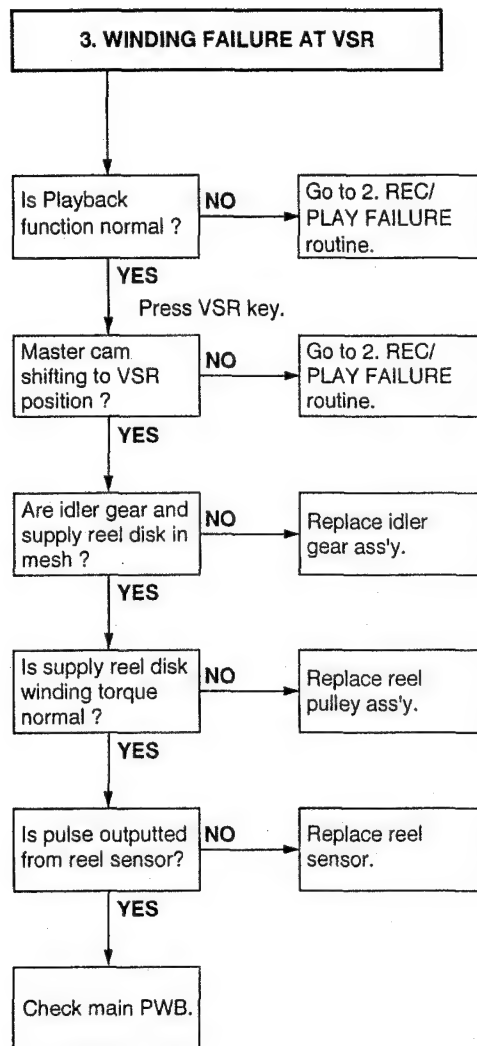 3. WINDING FAILURE AT VSR
Is Playback
function normal ?
NO
Go to 2. REC/
PLAY FAILURE
routine.
YES
Press VSR key.
Master cam
shifting to VSR
position ?
NO
Go to 2. REC/
PLAY FAILURE
routine.
YES
Are idler gear and
supply reel disk in
mesh ?
NO
Replace idler
gear ass'y.
YES
Is supply reel disk
winding torque
normal ?
NO
Replace reel
pulley ass'y.
YES
Is pulse outputted
from reel sensor?
NO
Replace reel
sensor.
YES
Check main PWB.